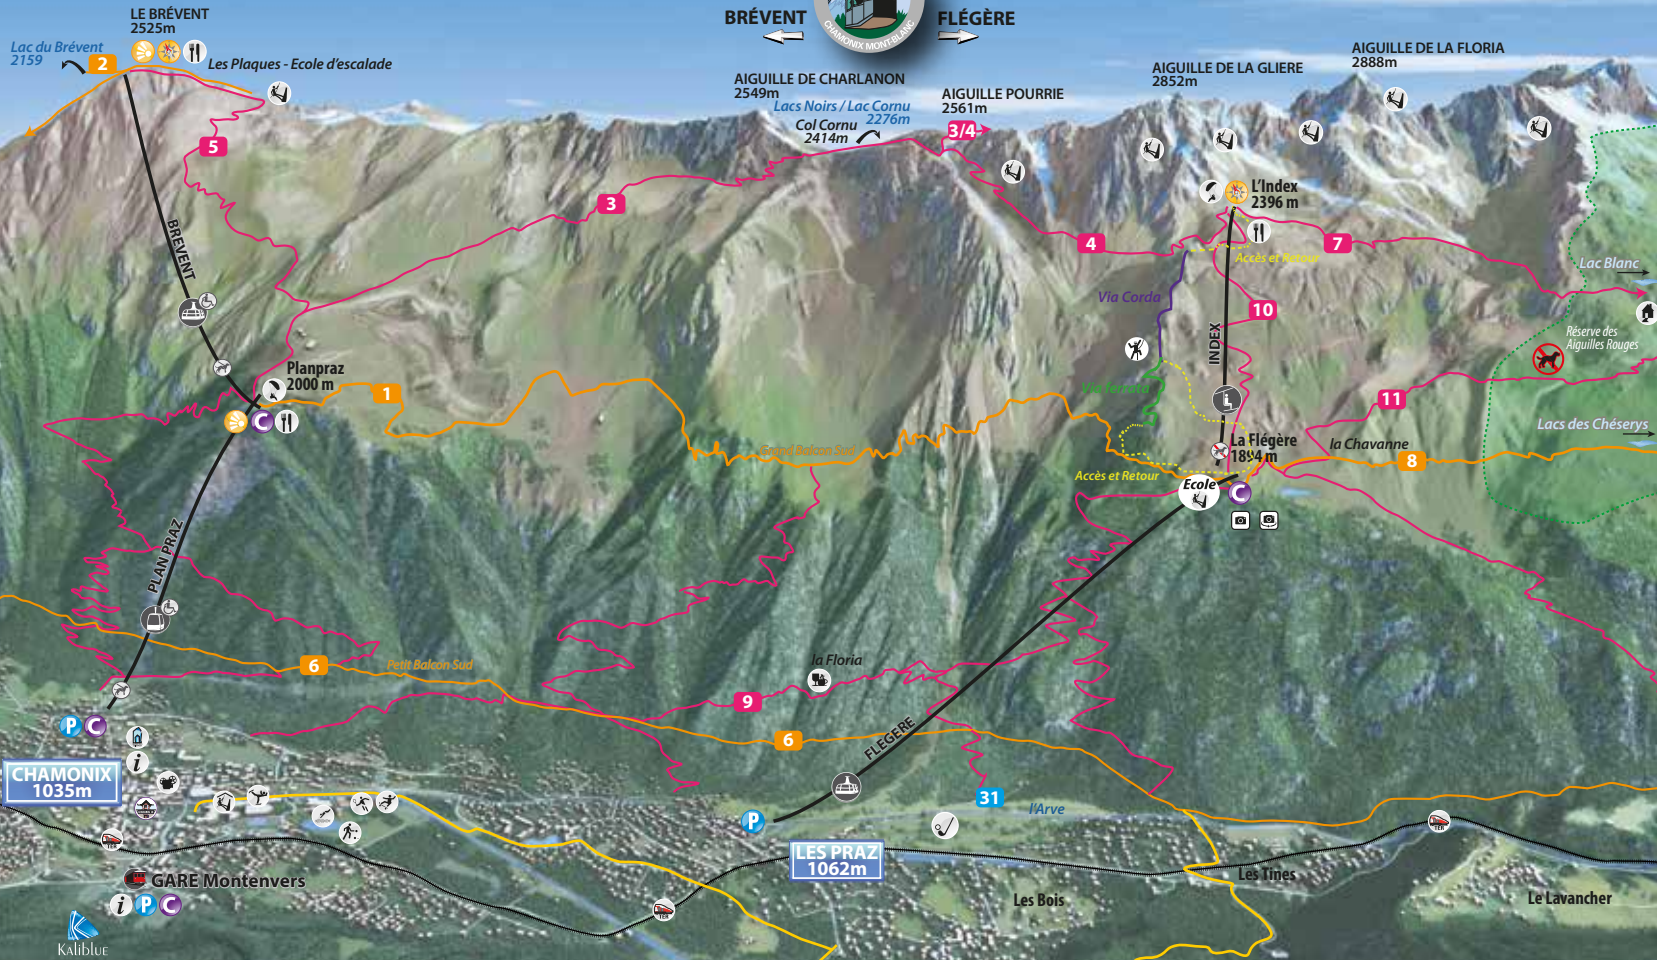 LE BRÉVENT
2525m
Lac du Brévent
2159
2
Les Plaques - Ecole d'escalade
BRÉVENT
FLÉGÈRE
CHAMONIX MONT-BLANC
AIGUILLE DE CHARLANON
2549m
Lacs Noirs / Lac Cornu
2276m
Col Cornu
2414m
AIGUILLE POURRIE
2561m
3/4
AIGUILLE DE LA GLIERE
2852m
AIGUILLE DE LA FLORIA
2888m
5
3
4
L'Index
2396 m
7
Accès et Retour
Lac Blanc
BREVENT
Via Corda
10
INDEX
Réserve des
Aiguilles Rouges
Planpraz
2000 m
1
C
Via ferrata
11
Lacs des Chéserys
Grand Balcon Sud
la Chavanne
8
La Flégère
1894 m
Accès et Retour
Ecole
C
PLAN PRAZ
6
Petit Balcon Sud
la Floria
9
6
FLEGERE
31
l'Arve
P C
i
CHAMONIX
1035m
P
LES PRAZ
1062m
TER
TER
TER
GARE Montenvers
i P C
Les Bois
Les Tines
Le Lavancher
KALIBLUE